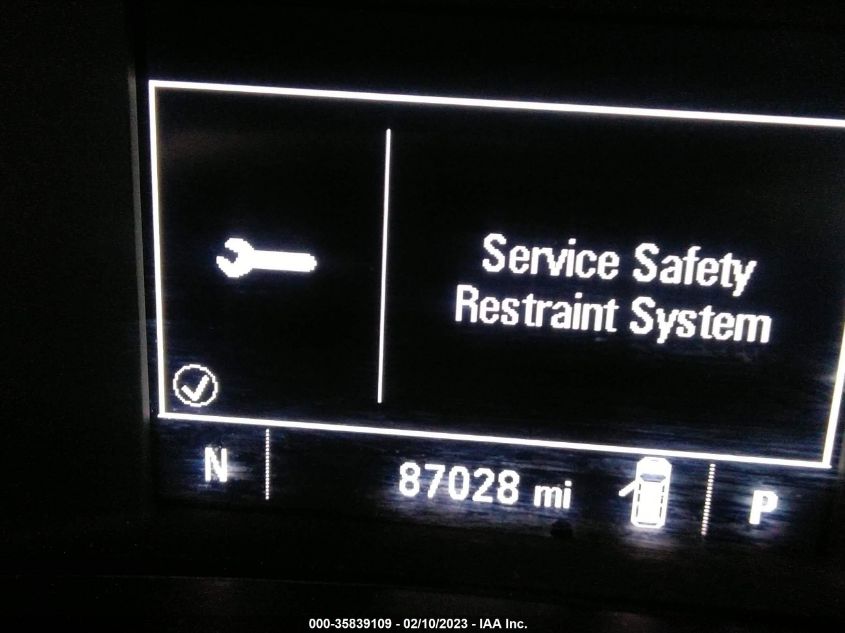 Service Safety
Restraint System
N
87028 mi
P
000-35839109 - 02/10/2023 - IAA Inc.